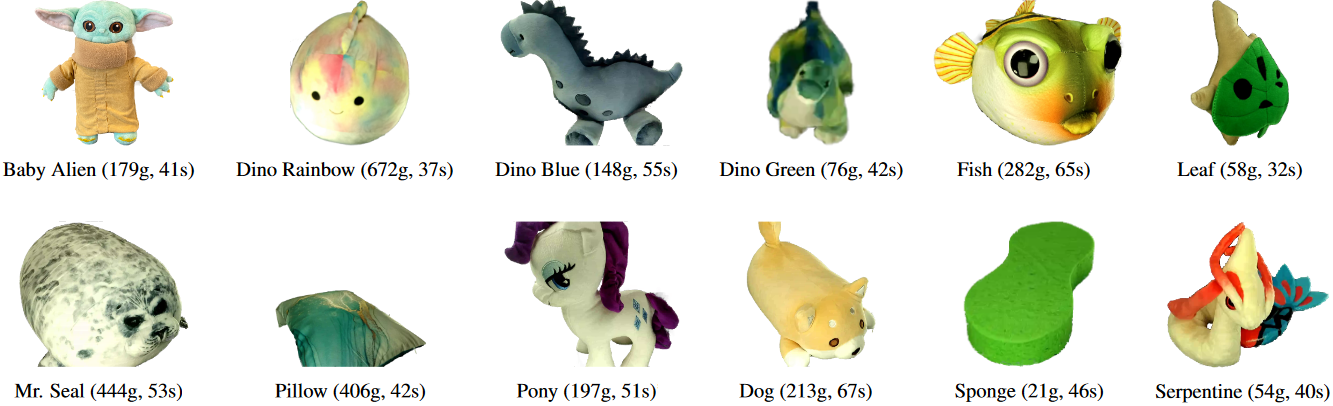 Baby Alien (179g, 41s)
Dino Rainbow (672g, 37s)
Dino Blue (148g, 55s)
Dino Green (76g, 42s)
Fish (282g, 65s)
Leaf (58g, 32s)
Mr. Seal (444g, 53s)
Pillow (406g, 42s)
Pony (197g, 51s)
Dog (213g, 67s)
Sponge (21g, 46s)
Serpentine (54g, 40s)